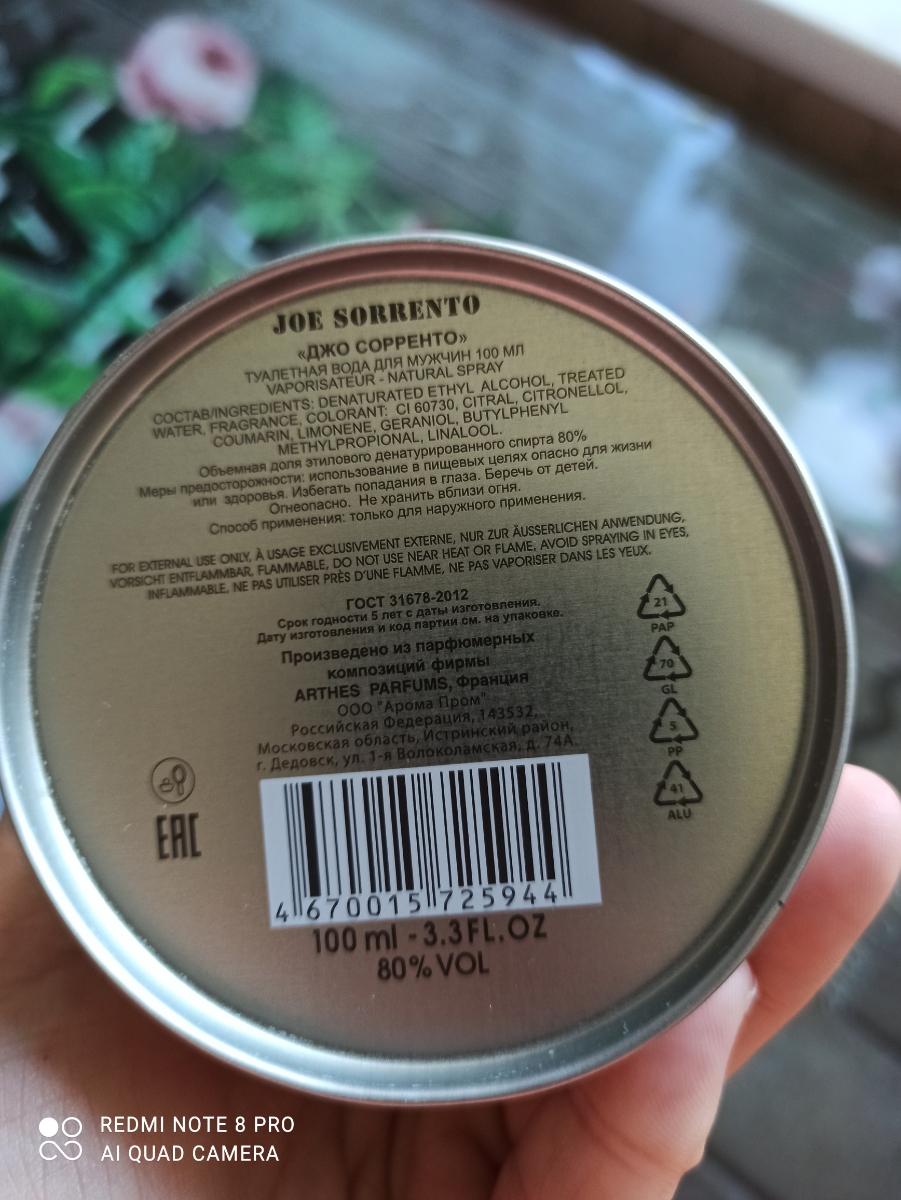 JOE SORRENTO
«ДЖО СОРРЕНТО»
ТУАЛЕТНАЯ ВОДА ДЛЯ МУЖЧИН 100 МЛ
VAPORISATEUR - NATURAL SPRAY
СОСТАВ/INGREDIENTS: DENATURATED ETHYL ALCOHOL, TREATED
WATER, FRAGRANCE, COLORANT: CI 60730, CITRAL, CITRONELLOL,
COUMARIN, LIMONENE, GERANIOL, BUTYLPHENYL
METHYLPROPIONAL, LINALOOL.
Объемная доля этилового денатурированного спирта 80%
Меры предосторожности: использование в пищевых целях опасно для жизни
или здоровья. Избегать попадания в глаза. Беречь от детей.
Огнеопасно. Не хранить вблизи огня.
Способ применения: только для наружного применения.
FOR EXTERNAL USE ONLY, À USAGE EXCLUSIVEMENT EXTERNE, NUR ZUR ÄUSSERLICHEN ANWENDUNG,
VORSICHT ENTFLAMMBAR, FLAMMABLE, DO NOT USE NEAR HEAT OR FLAME, AVOID SPRAYING IN EYES,
INFLAMMABLE, NE PAS UTILISER PRÈS D'UNE FLAMME, NE PAS VAPORISER DANS LES YEUX.
ГОСТ 31678-2012
Срок годности 5 лет с даты изготовления.
Дату изготовления и код партии см. на упаковке.
Произведено из парфюмерных
композиций фирмы
ARTHES PARFUMS, Франция
ООО "Арома Пром"
Российская Федерация, 143532,
Московская область, Истринский район,
г. Дедовск, ул. 1-я Волоколамская, д. 74А.
21
PAP
70
GL
5
PP
41
ALU
EAC
4 670015 725944
100 ml - 3.3 FL.OZ
80% VOL
REDMI NOTE 8 PRO
AI QUAD CAMERA